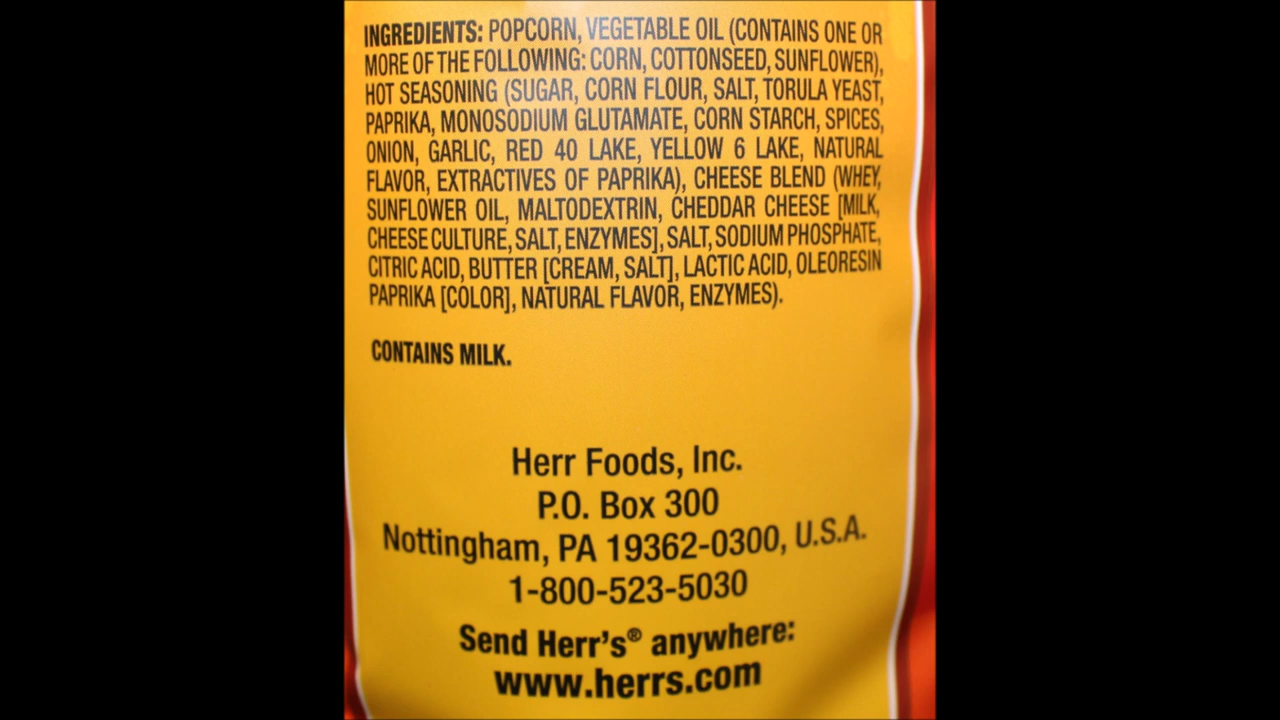 INGREDIENTS: POPCORN, VEGETABLE OIL (CONTAINS ONE OR
MORE OF THE FOLLOWING: CORN, COTTONSEED, SUNFLOWER),
HOT SEASONING (SUGAR, CORN FLOUR, SALT, TORULA YEAST,
PAPRIKA, MONOSODIUM GLUTAMATE, CORN STARCH, SPICES,
ONION, GARLIC, RED 40 LAKE, YELLOW 6 LAKE, NATURAL
FLAVOR, EXTRACTIVES OF PAPRIKA), CHEESE BLEND (WHEY,
SUNFLOWER OIL, MALTODEXTRIN, CHEDDAR CHEESE [MILK,
CHEESE CULTURE, SALT, ENZYMES], SALT, SODIUM PHOSPHATE,
CITRIC ACID, BUTTER [CREAM, SALT], LACTIC ACID, OLEORESIN
PAPRIKA [COLOR], NATURAL FLAVOR, ENZYMES).
CONTAINS MILK.
Herr Foods, Inc.
P.O. Box 300
Nottingham, PA 19362-0300, U.S.A.
1-800-523-5030
Send Herr's® anywhere:
www.herrs.com